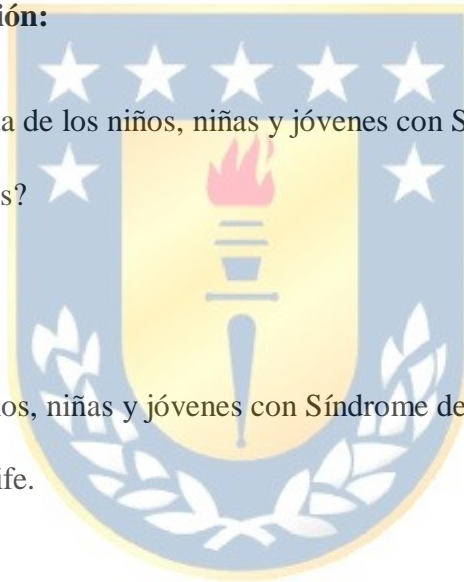 ión:
a de los niños, niñas y jóvenes con S
s?
os, niñas y jóvenes con Síndrome de
ife.